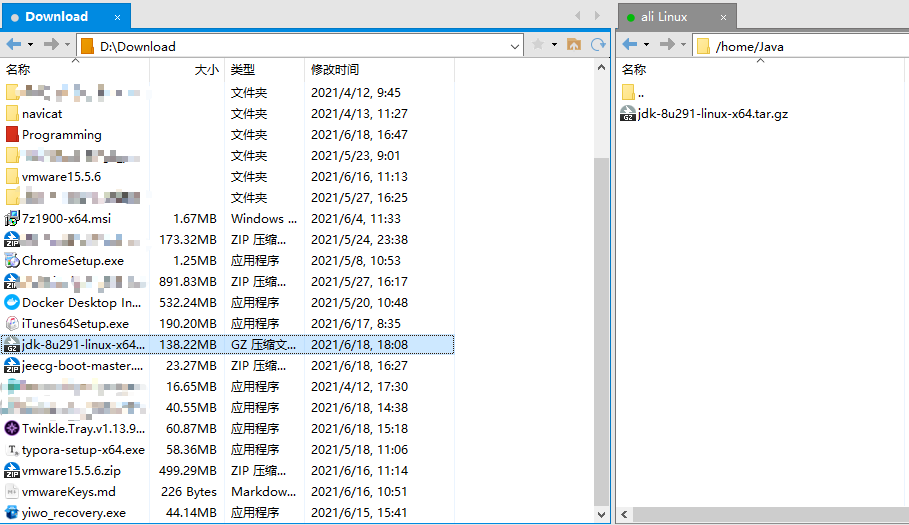 Download × ali Linux ×
D:\Download /home/Java
名称 大小 类型 修改时间 名称
文件夹 2021/4/12, 9:45 ..
navicat 文件夹 2021/4/13, 11:27 jdk-8u291-linux-x64.tar.gz
Programming 文件夹 2021/6/18, 16:47
文件夹 2021/5/23, 9:01
vmware15.5.6 文件夹 2021/6/16, 11:13
文件夹 2021/5/27, 16:25
7z1900-x64.msi 1.67MB Windows ... 2021/6/4, 11:33
ZIP 173.32MB ZIP 压缩... 2021/5/24, 23:38
ChromeSetup.exe 1.25MB 应用程序 2021/5/8, 10:53
ZIP 891.83MB ZIP 压缩... 2021/5/27, 16:17
Docker Desktop In... 532.24MB 应用程序 2021/5/20, 10:48
iTunes64Setup.exe 190.20MB 应用程序 2021/6/17, 8:35
jdk-8u291-linux-x64... 138.22MB GZ 压缩文... 2021/6/18, 18:08
jeecg-boot-master.... 23.27MB ZIP 压缩... 2021/6/18, 16:27
16.65MB 应用程序 2021/4/12, 17:30
40.55MB 应用程序 2021/6/18, 14:38
Twinkle.Tray.v1.13.9... 60.87MB 应用程序 2021/6/18, 15:18
typora-setup-x64.exe 58.36MB 应用程序 2021/5/18, 11:06
vmware15.5.6.zip 499.29MB ZIP 压缩... 2021/6/16, 11:14
vmwareKeys.md 226 Bytes Markdow... 2021/6/16, 10:51
yiwo_recovery.exe 44.14MB 应用程序 2021/6/15, 15:41